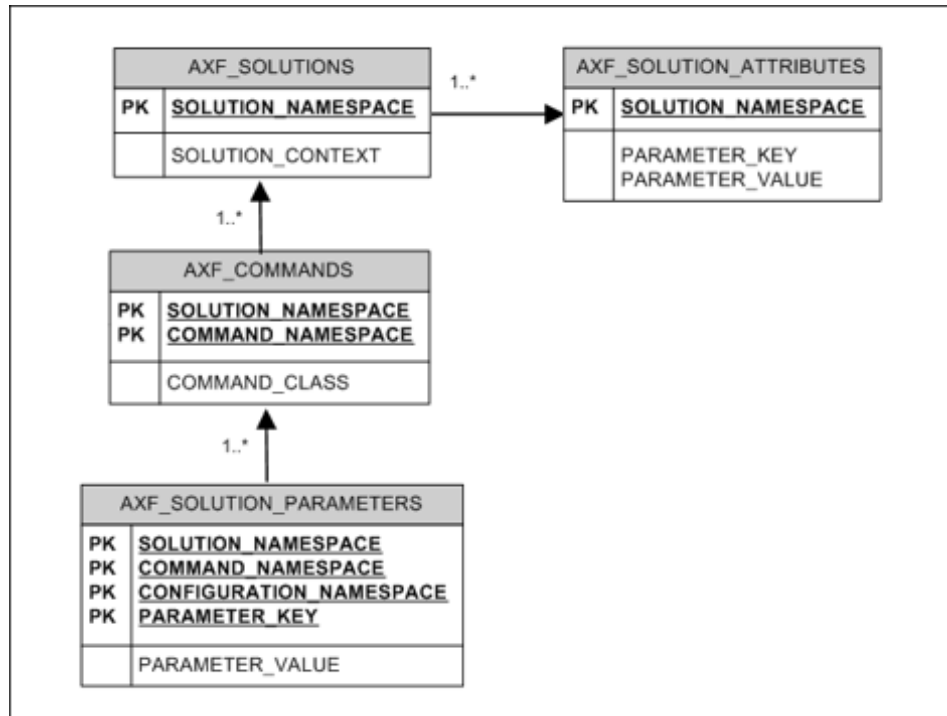 AXF_SOLUTIONS
PK SOLUTION_NAMESPACE
SOLUTION_CONTEXT
1..*
AXF_SOLUTION_ATTRIBUTES
PK SOLUTION_NAMESPACE
PARAMETER_KEY
PARAMETER_VALUE
1..*
AXF_COMMANDS
PK SOLUTION_NAMESPACE
PK COMMAND_NAMESPACE
COMMAND_CLASS
1..*
AXF_SOLUTION_PARAMETERS
PK SOLUTION_NAMESPACE
PK COMMAND_NAMESPACE
PK CONFIGURATION_NAMESPACE
PK PARAMETER_KEY
PARAMETER_VALUE